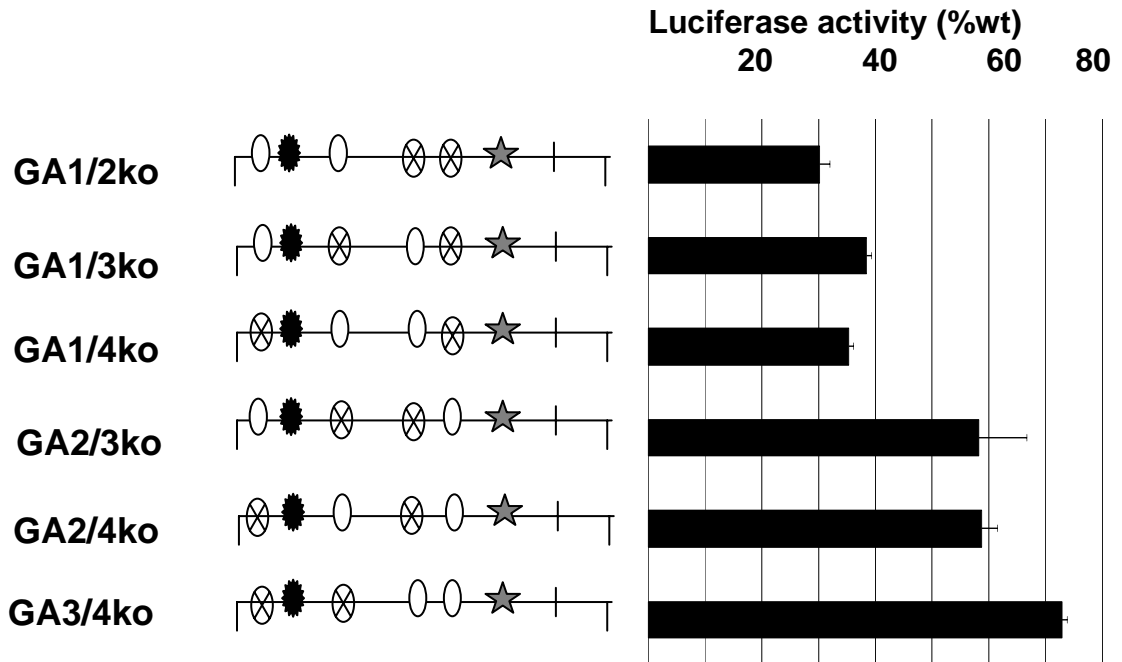 Luciferase activity (%wt)
20 40 60 80
GA1/2ko
GA1/3ko
GA1/4ko
GA2/3ko
GA2/4ko
GA3/4ko